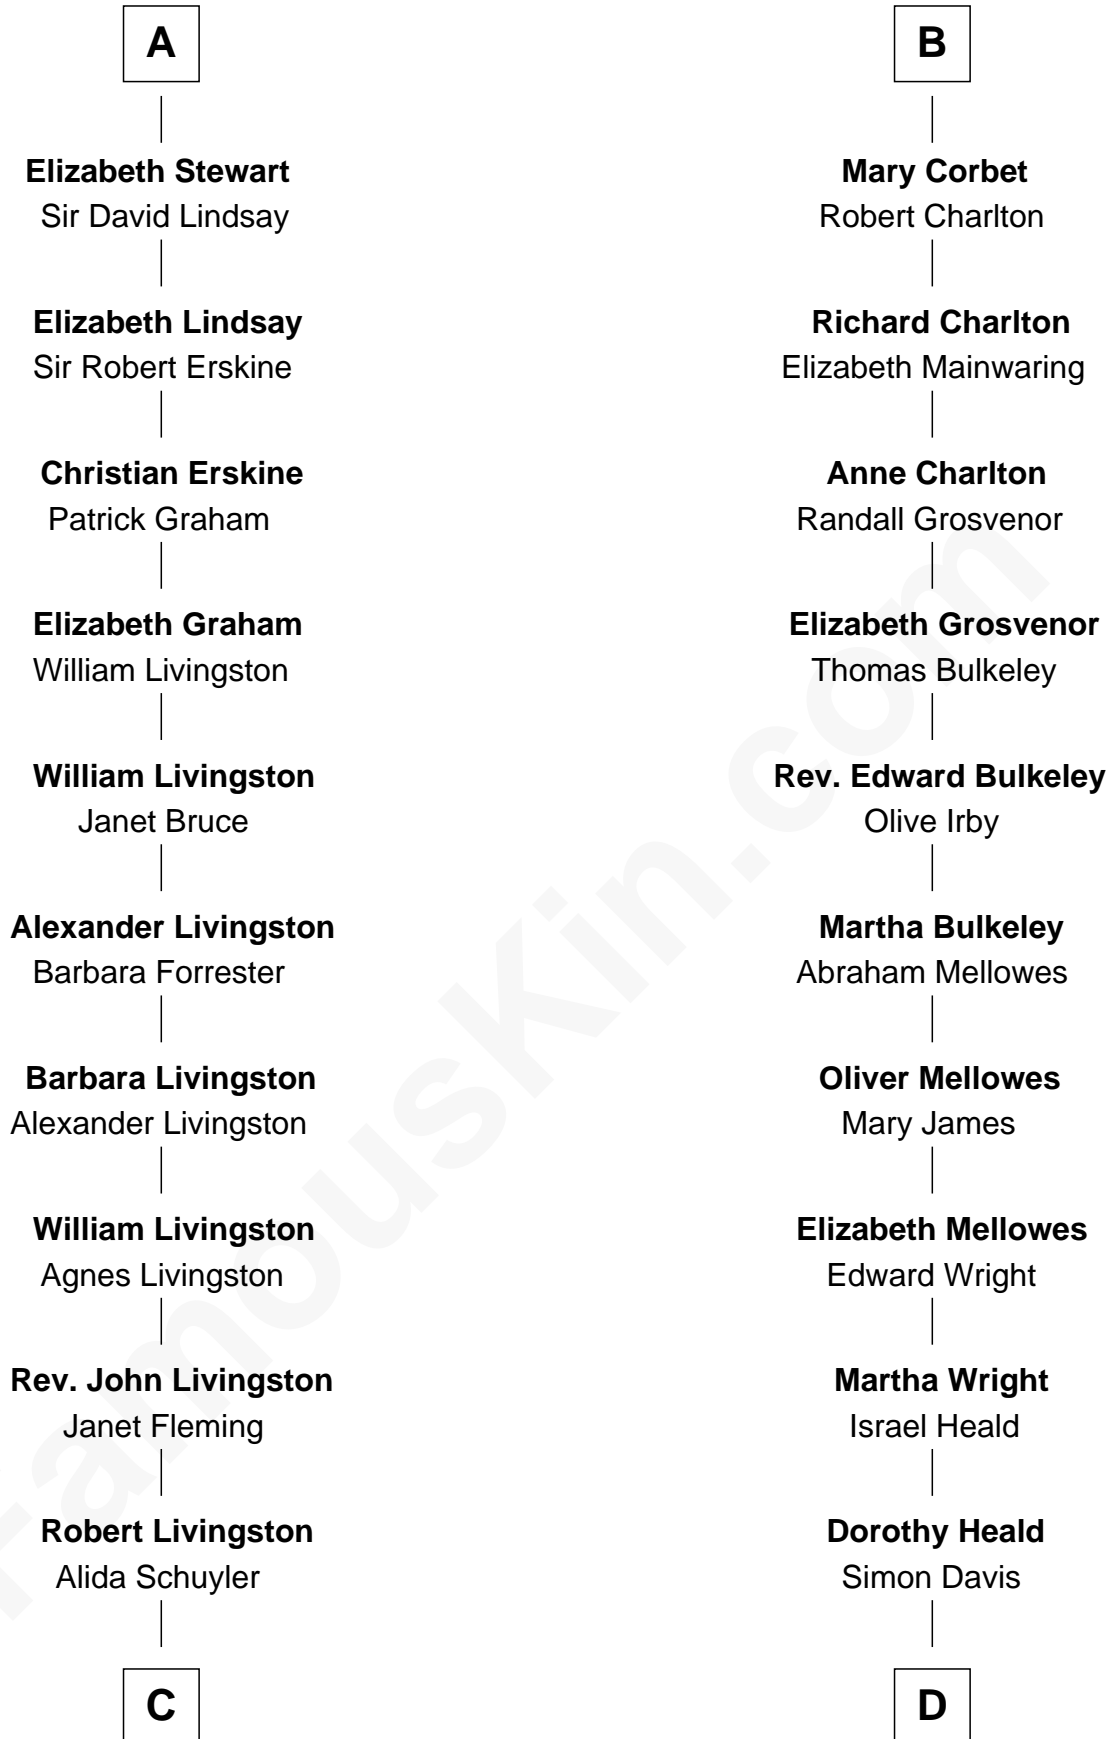 A
Elizabeth Stewart
Sir David Lindsay
Elizabeth Lindsay
Sir Robert Erskine
Christian Erskine
Patrick Graham
Elizabeth Graham
William Livingston
William Livingston
Janet Bruce
Alexander Livingston
Barbara Forrester
Barbara Livingston
Alexander Livingston
William Livingston
Agnes Livingston
Rev. John Livingston
Janet Fleming
Robert Livingston
Alida Schuyler
C
B
Mary Corbet
Robert Charlton
Richard Charlton
Elizabeth Mainwaring
Anne Charlton
Randall Grosvenor
Elizabeth Grosvenor
Thomas Bulkeley
Rev. Edward Bulkeley
Olive Irby
Martha Bulkeley
Abraham Mellowes
Oliver Mellowes
Mary James
Elizabeth Mellowes
Edward Wright
Martha Wright
Israel Heald
Dorothy Heald
Simon Davis
D
FamousKin.com